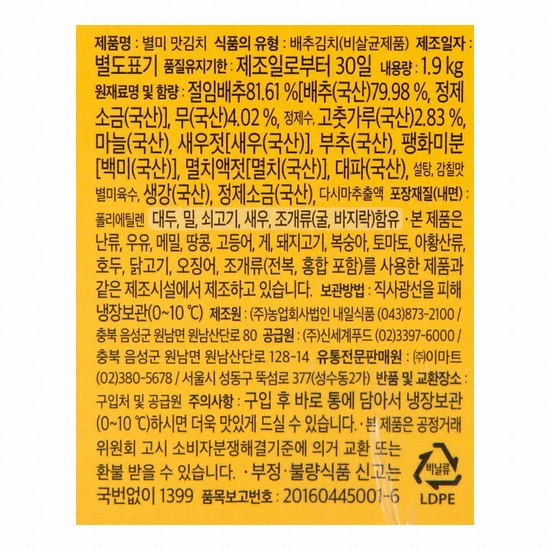 제품명 : 별미 맛김치 식품의 유형 : 배추김치(비살균제품) 제조일자 :
별도표기 품질유지기한 : 제조일로부터 30일 내용량 : 1.9 kg
원재료명 및 함량 : 절임배추81.61 %[배추(국산)79.98 %, 정제
소금(국산)], 무(국산)4.02 %, 정제수, 고춧가루(국산)2.83 %,
마늘(국산), 새우젓[새우(국산)], 부추(국산), 팽화미분
[백미(국산)], 멸치액젓[멸치(국산)], 대파(국산), 설탕, 감칠맛
별미육수, 생강(국산), 정제소금(국산), 다시마추출액 포장재질(내면) :
폴리에틸렌 대두, 밀, 쇠고기, 새우, 조개류(굴, 바지락)함유 · 본 제품은
난류, 우유, 메밀, 땅콩, 고등어, 게, 돼지고기, 복숭아, 토마토, 아황산류,
호두, 닭고기, 오징어, 조개류(전복, 홍합 포함)를 사용한 제품과
같은 제조시설에서 제조하고 있습니다. 보관방법 : 직사광선을 피해
냉장보관(0~10 ℃) 제조원 : (주)농업회사법인 내일식품 (043)873-2100 /
충북 음성군 원남면 원남산단로 80 공급원 : (주)신세계푸드 (02)3397-6000 /
충북 음성군 원남면 원남산단로 128-14 유통전문판매원 : (주)이마트
(02)380-5678 / 서울시 성동구 뚝섬로 377(성수동2가) 반품 및 교환장소 :
구입처 및 공급원 주의사항 : 구입 후 바로 통에 담아서 냉장보관
(0~10 ℃)하시면 더욱 맛있게 드실 수 있습니다. · 본 제품은 공정거래
위원회 고시 소비자분쟁해결기준에 의거 교환 또는
환불 받을 수 있습니다. · 부정·불량식품 신고는
국번없이 1399 품목보고번호 : 20160445001-6
비닐류
LDPE